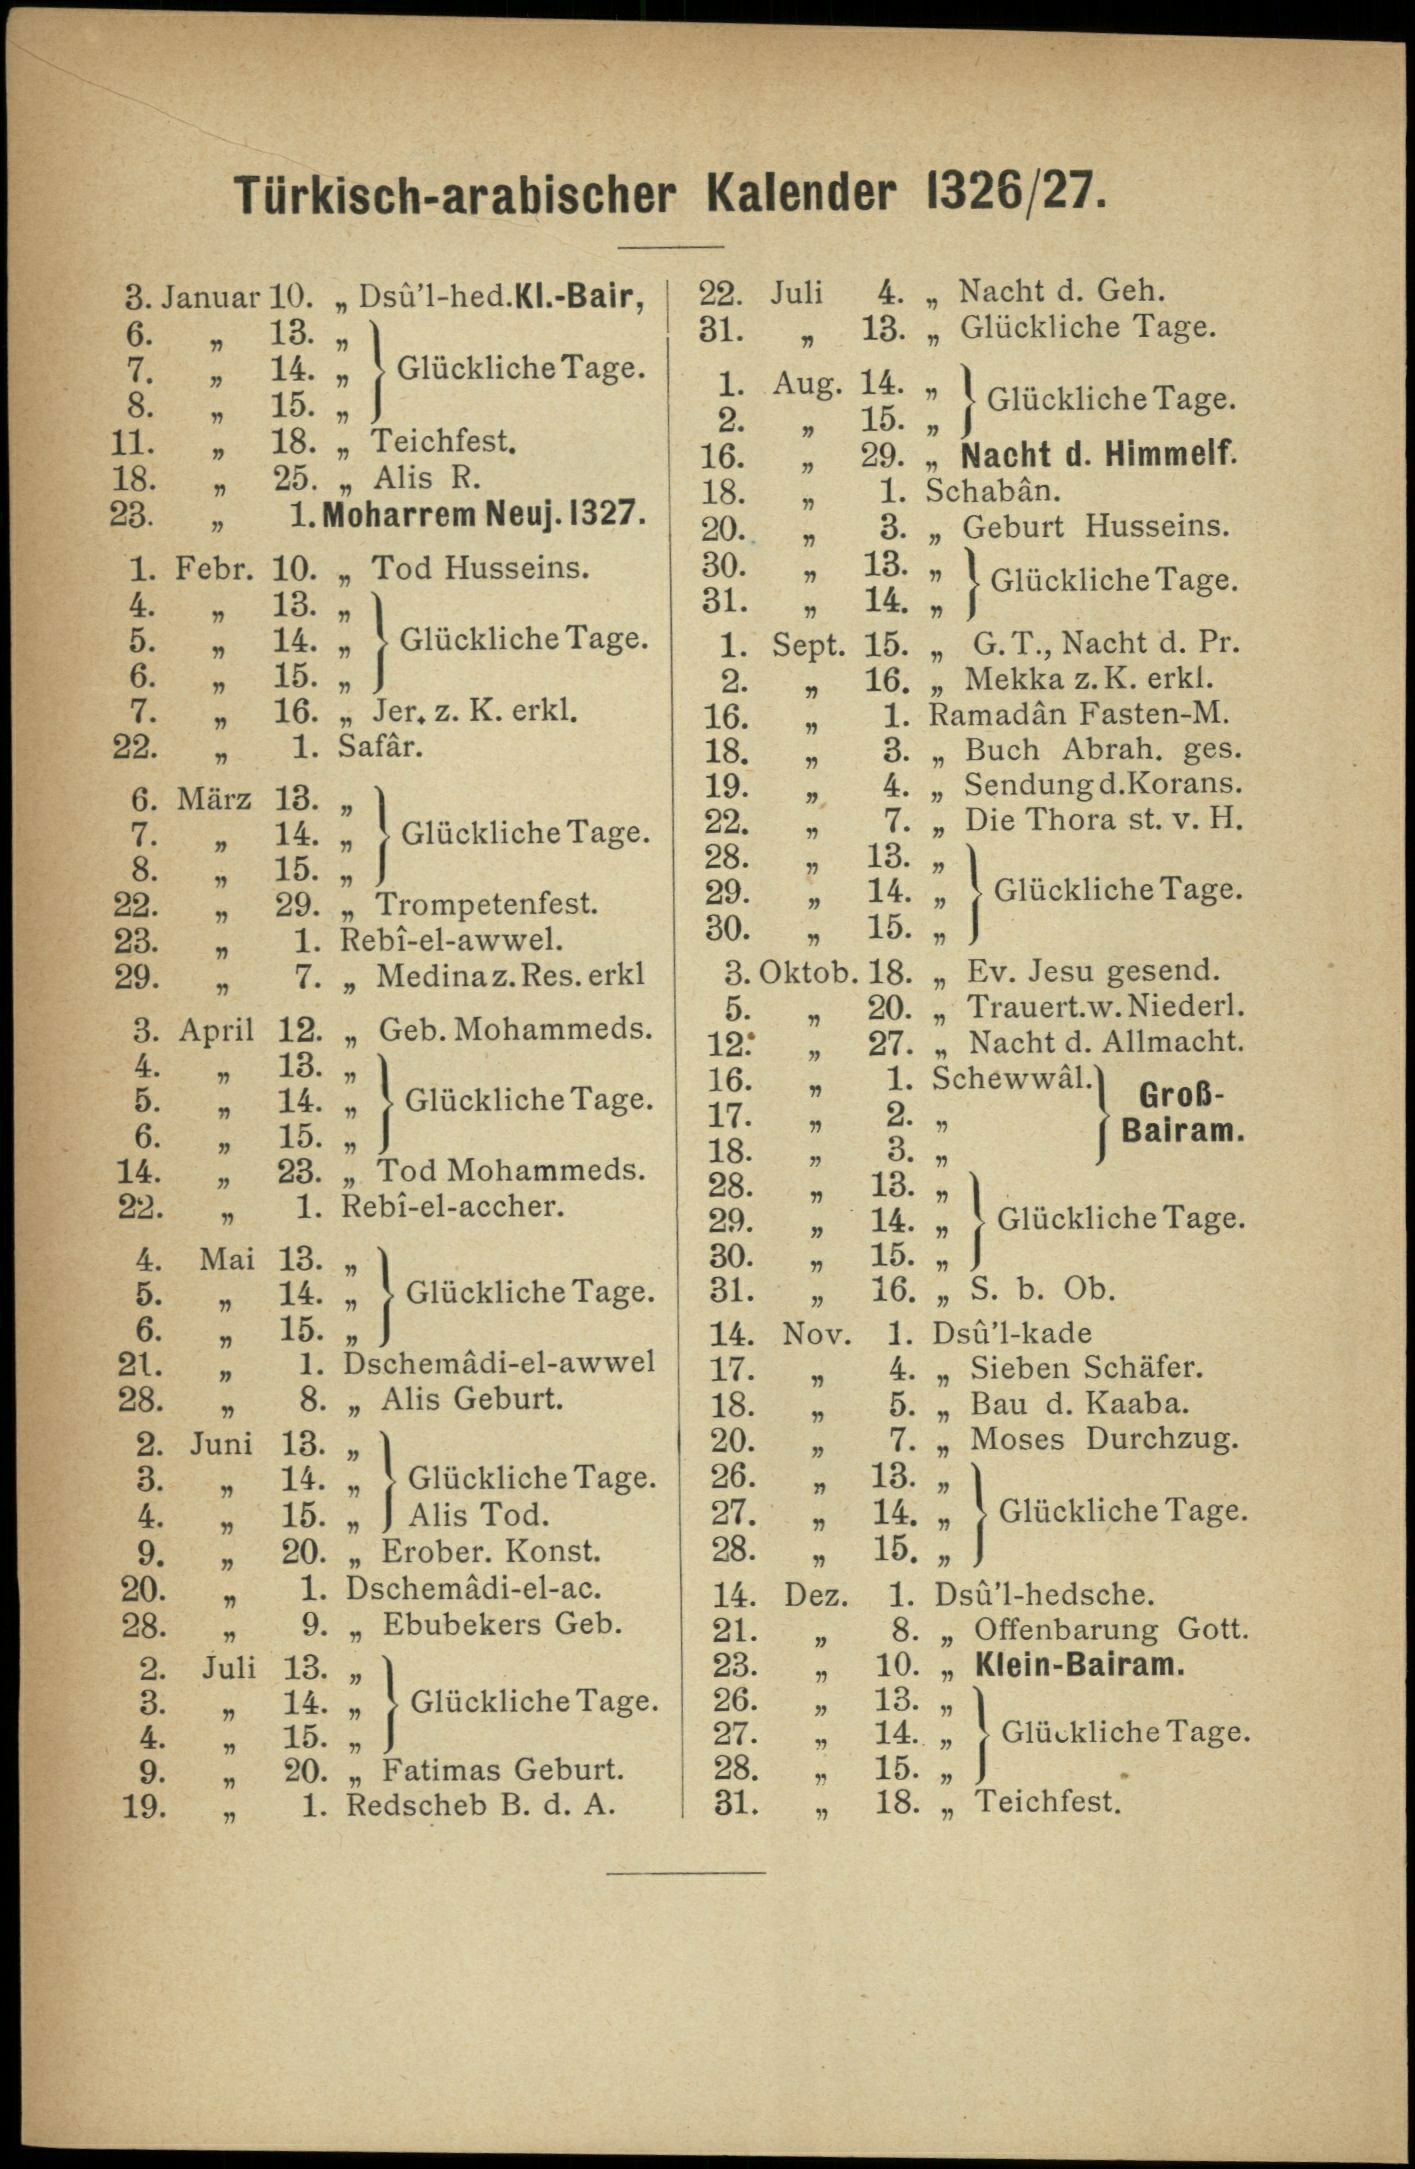 Türkisch-arabischer Kalender 1326/27.
3. Januar 10. „ Dsû'l-hed. Kl.-Bair,
6. „ 13. „
7. „ 14. „ } Glückliche Tage.
8. „ 15. „
11. „ 18. „ Teichfest.
18. „ 25. „ Alis R.
23. „ 1. Moharrem Neuj. 1327.
1. Febr. 10. „ Tod Husseins.
4. „ 13. „
5. „ 14. „ } Glückliche Tage.
6. „ 15. „
7. „ 16. „ Jer. z. K. erkl.
22. „ 1. Safâr.
6. März 13. „
7. „ 14. „ } Glückliche Tage.
8. „ 15. „
22. „ 29. „ Trompetenfest.
23. „ 1. Rebî-el-awwel.
29. „ 7. „ Medina z. Res. erkl
3. April 12. „ Geb. Mohammeds.
4. „ 13. „
5. „ 14. „ } Glückliche Tage.
6. „ 15. „
14. „ 23. „ Tod Mohammeds.
22. „ 1. Rebî-el-accher.
4. Mai 13. „
5. „ 14. „ } Glückliche Tage.
6. „ 15. „
21. „ 1. Dschemâdi-el-awwel
28. „ 8. „ Alis Geburt.
2. Juni 13. „
3. „ 14. „ } Glückliche Tage.
4. „ 15. „ Alis Tod.
9. „ 20. „ Erober. Konst.
20. „ 1. Dschemâdi-el-ac.
28. „ 9. „ Ebubekers Geb.
2. Juli 13. „
3. „ 14. „ } Glückliche Tage.
4. „ 15. „
9. „ 20. „ Fatimas Geburt.
19. „ 1. Redscheb B. d. A.
22. Juli 4. „ Nacht d. Geh.
31. „ 13. „ Glückliche Tage.
1. Aug. 14. „ } Glückliche Tage.
2. „ 15. „
16. „ 29. „ Nacht d. Himmelf.
18. „ 1. Schabân.
20. „ 3. „ Geburt Husseins.
30. „ 13. „ } Glückliche Tage.
31. „ 14. „
1. Sept. 15. „ G. T., Nacht d. Pr.
2. „ 16. „ Mekka z. K. erkl.
16. „ 1. Ramadân Fasten-M.
18. „ 3. „ Buch Abrah. ges.
19. „ 4. „ Sendung d. Korans.
22. „ 7. „ Die Thora st. v. H.
28. „ 13. „
29. „ 14. „ } Glückliche Tage.
30. „ 15. „
3. Oktob. 18. „ Ev. Jesu gesend.
5. „ 20. „ Trauert. w. Niederl.
12. „ 27. „ Nacht d. Allmacht.
16. „ 1. Schewwâl. } Groß-
17. „ 2. „ Bairam.
18. „ 3. „
28. „ 13. „
29. „ 14. „ } Glückliche Tage.
30. „ 15. „
31. „ 16. „ S. b. Ob.
14. Nov. 1. Dsû'l-kade
17. „ 4. „ Sieben Schäfer.
18. „ 5. „ Bau d. Kaaba.
20. „ 7. „ Moses Durchzug.
26. „ 13. „
27. „ 14. „ } Glückliche Tage.
28. „ 15. „
14. Dez. 1. Dsû'l-hedsche.
21. „ 8. „ Offenbarung Gott.
23. „ 10. „ Klein-Bairam.
26. „ 13. „
27. „ 14. „ } Glückliche Tage.
28. „ 15. „
31. „ 18. „ Teichfest.